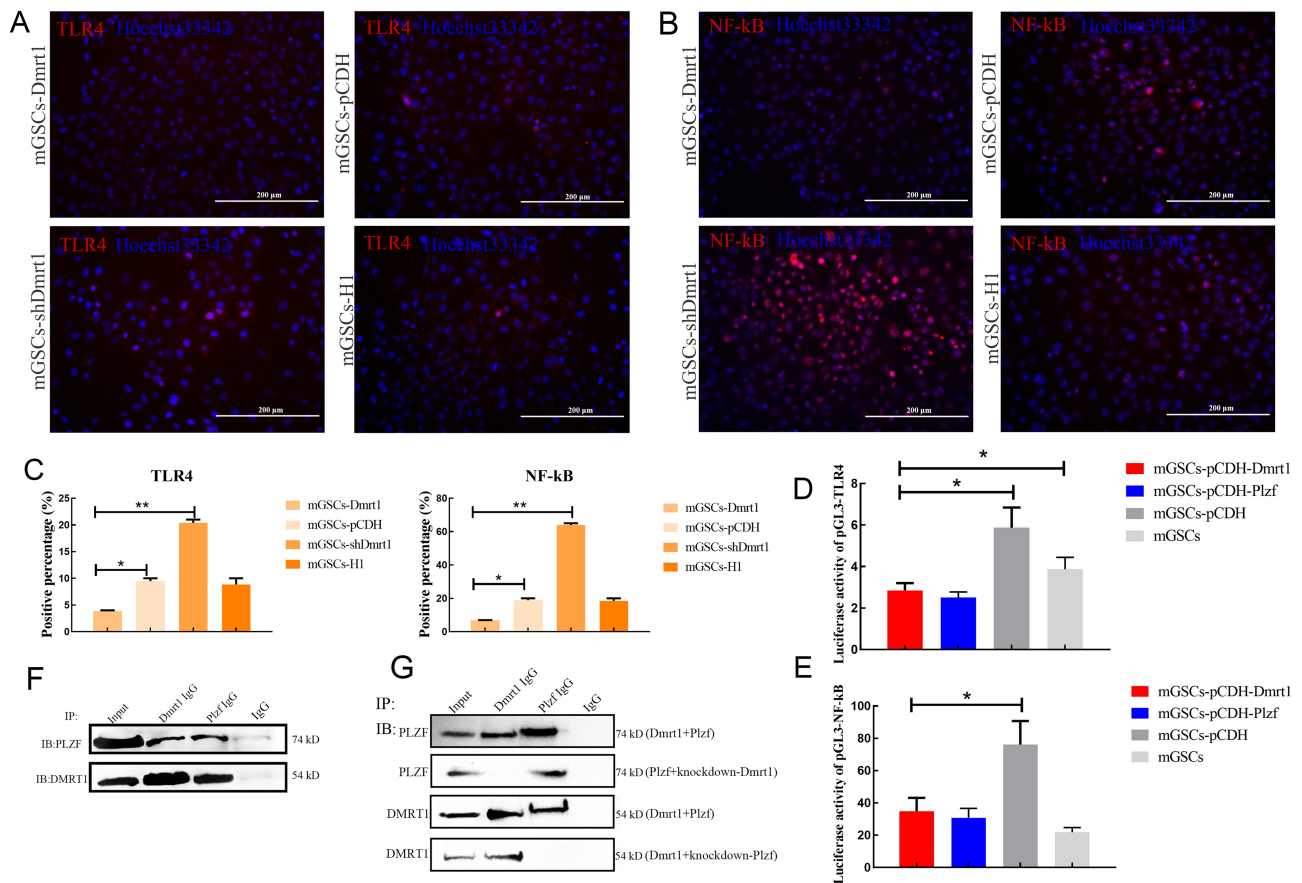 A
TLR4 Hoechst33342
TLR4 Hoechst33342
mGSCs-Dmrt1
mGSCs-pCDH
200 μm
200 μm
TLR4 Hoechst33342
TLR4 Hoechst33342
mGSCs-shDmrt1
mGSCs-H1
200 μm
200 μm
B
NF-kB Hoechst33342
NF-kB Hoechst33342
mGSCs-Dmrt1
mGSCs-pCDH
200 μm
200 μm
NF-kB Hoechst33342
NF-kB Hoechst33342
mGSCs-shDmrt1
mGSCs-H1
200 μm
200 μm
C
TLR4
Positive percentage (%)
25
20
15
10
5
0
*
**
mGSCs-Dmrt1
mGSCs-pCDH
mGSCs-shDmrt1
mGSCs-H1
NF-kB
Positive percentage (%)
80
60
40
20
0
*
**
mGSCs-Dmrt1
mGSCs-pCDH
mGSCs-shDmrt1
mGSCs-H1
D
Luciferase activity of pGL3-TLR4
8
6
4
2
0
*
*
mGSCs-pCDH-Dmrt1
mGSCs-pCDH-Plzf
mGSCs-pCDH
mGSCs
E
Luciferase activity of pGL3-NF-kB
100
80
60
40
20
0
*
mGSCs-pCDH-Dmrt1
mGSCs-pCDH-Plzf
mGSCs-pCDH
mGSCs
F
IP:
Input
Dmrt1 IgG
Plzf IgG
IgG
IB:PLZF
74 kD
IB:DMRT1
54 kD
G
IP:
Input
Dmrt1 IgG
Plzf IgG
IgG
IB:
PLZF
74 kD (Dmrt1+Plzf)
PLZF
74 kD (Plzf+knockdown-Dmrt1)
DMRT1
54 kD (Dmrt1+Plzf)
DMRT1
54 kD (Dmrt1+knockdown-Plzf)